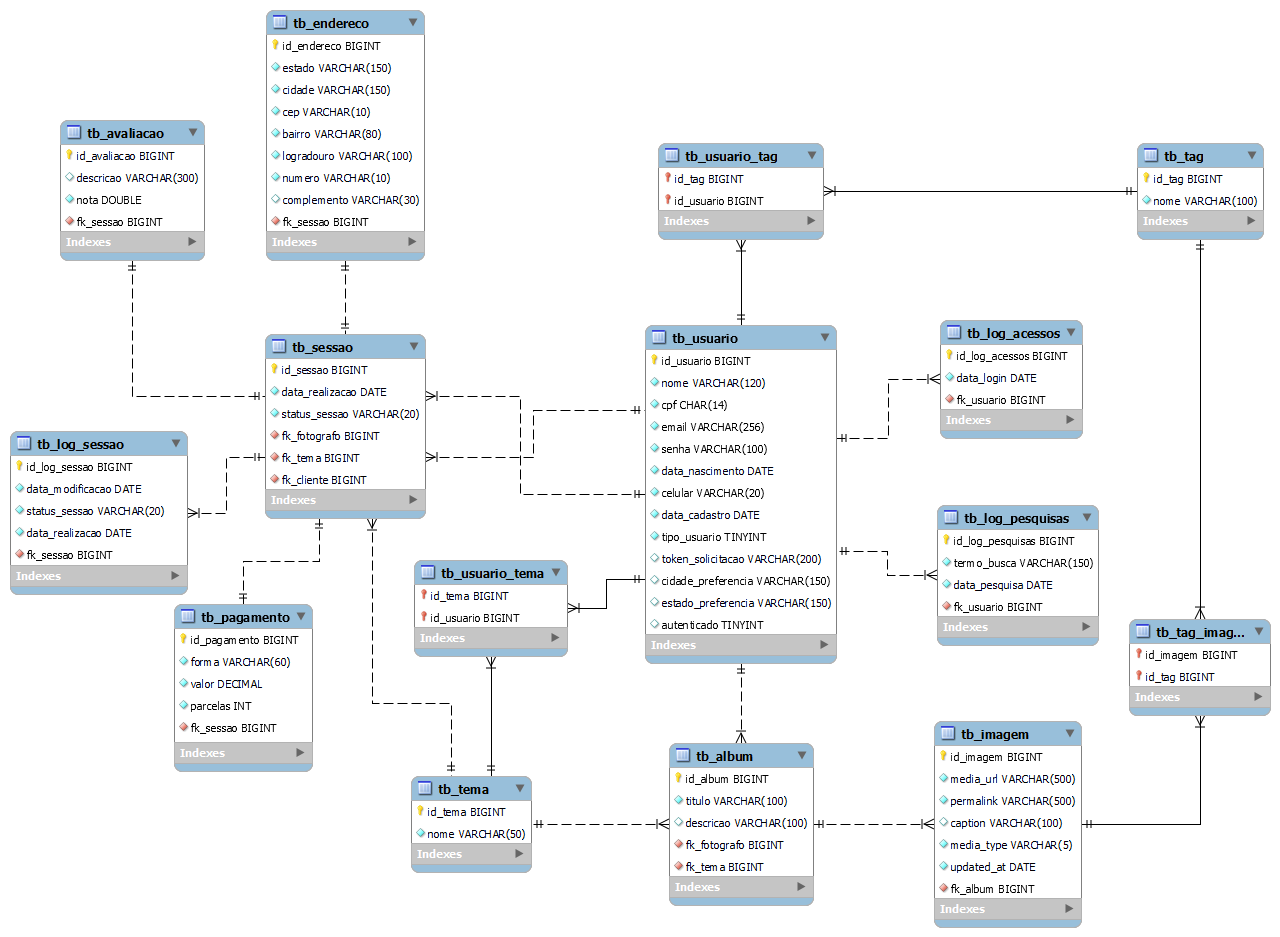 tb_endereco
id_endereco BIGINT
estado VARCHAR(150)
cidade VARCHAR(150)
cep VARCHAR(10)
bairro VARCHAR(80)
logradouro VARCHAR(100)
numero VARCHAR(10)
complemento VARCHAR(30)
fk_sessao BIGINT
Indexes
tb_avaliacao
id_avaliacao BIGINT
descricao VARCHAR(300)
nota DOUBLE
fk_sessao BIGINT
Indexes
tb_usuario_tag
id_tag BIGINT
id_usuario BIGINT
Indexes
tb_tag
id_tag BIGINT
nome VARCHAR(100)
Indexes
tb_sessao
id_sessao BIGINT
data_realizacao DATE
status_sessao VARCHAR(20)
fk_fotografo BIGINT
fk_tema BIGINT
fk_cliente BIGINT
Indexes
tb_usuario
id_usuario BIGINT
nome VARCHAR(120)
cpf CHAR(14)
email VARCHAR(256)
senha VARCHAR(100)
data_nascimento DATE
celular VARCHAR(20)
data_cadastro DATE
tipo_usuario TINYINT
token_solicitacao VARCHAR(200)
cidade_preferencia VARCHAR(150)
estado_preferencia VARCHAR(150)
autenticado TINYINT
Indexes
tb_log_acessos
id_log_acessos BIGINT
data_login DATE
fk_usuario BIGINT
Indexes
tb_log_sessao
id_log_sessao BIGINT
data_modificacao DATE
status_sessao VARCHAR(20)
data_realizacao DATE
fk_sessao BIGINT
Indexes
tb_log_pesquisas
id_log_pesquisas BIGINT
termo_busca VARCHAR(150)
data_pesquisa DATE
fk_usuario BIGINT
Indexes
tb_usuario_tema
id_tema BIGINT
id_usuario BIGINT
Indexes
tb_pagamento
id_pagamento BIGINT
forma VARCHAR(60)
valor DECIMAL
parcelas INT
fk_sessao BIGINT
Indexes
tb_tag_imag...
id_imagem BIGINT
id_tag BIGINT
Indexes
tb_tema
id_tema BIGINT
nome VARCHAR(50)
Indexes
tb_album
id_album BIGINT
titulo VARCHAR(100)
descricao VARCHAR(100)
fk_fotografo BIGINT
fk_tema BIGINT
Indexes
tb_imagem
id_imagem BIGINT
media_url VARCHAR(500)
permalink VARCHAR(500)
caption VARCHAR(100)
media_type VARCHAR(5)
updated_at DATE
fk_album BIGINT
Indexes